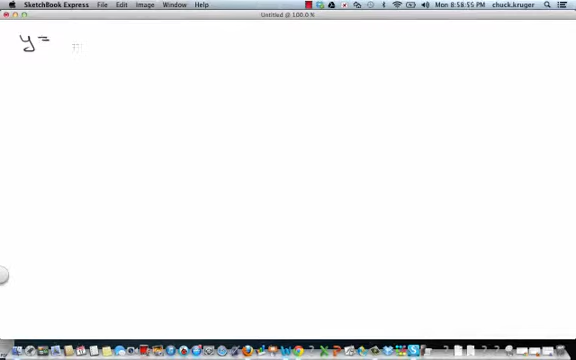 SketchBook Express File Edit Image Window Help Mon 8:58:55 PM chuck.kruger
Untitled @ 100.0 %
y =